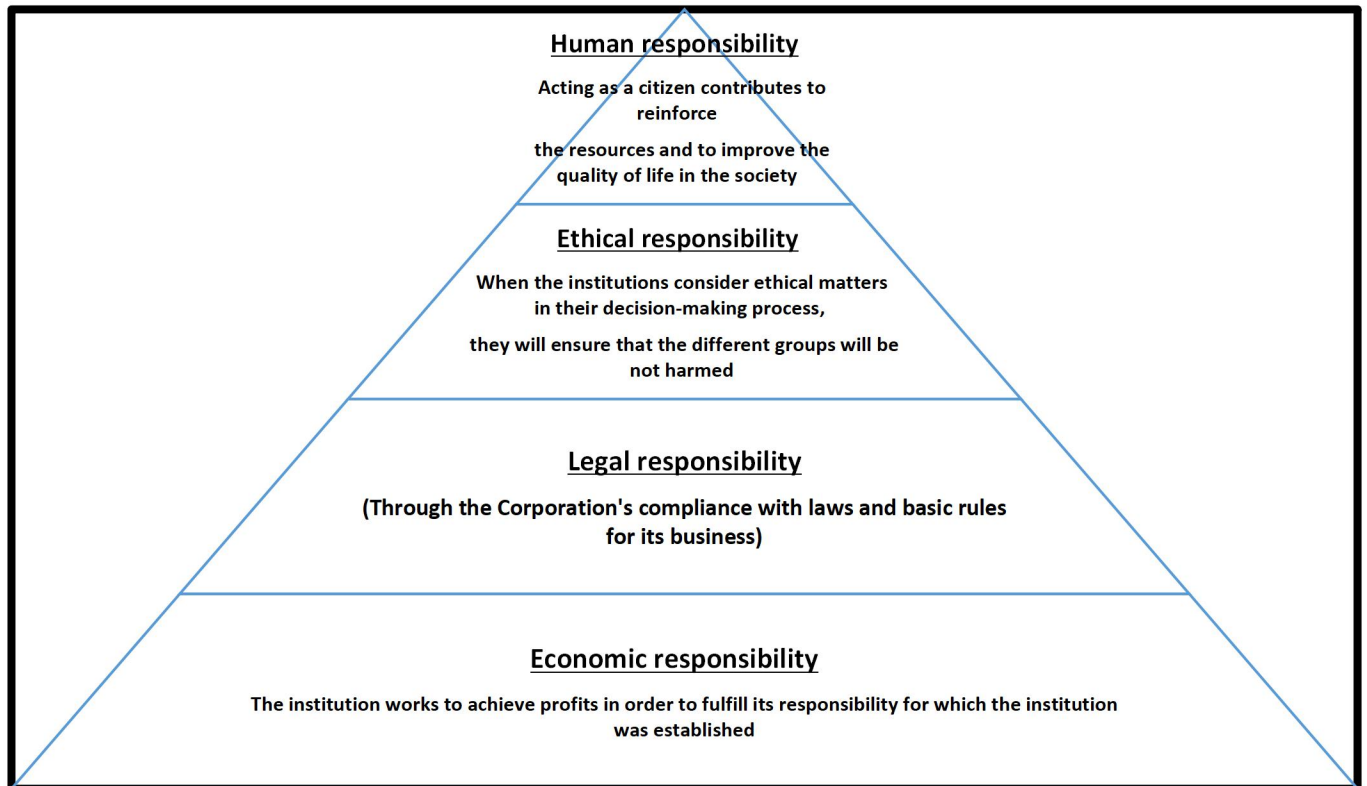 Human responsibility
Acting as a citizen contributes to
reinforce
the resources and to improve the
quality of life in the society
Ethical responsibility
When the institutions consider ethical matters
in their decision-making process,
they will ensure that the different groups will be
not harmed
Legal responsibility
(Through the Corporation's compliance with laws and basic rules
for its business)
Economic responsibility
The institution works to achieve profits in order to fulfill its responsibility for which the institution
was established